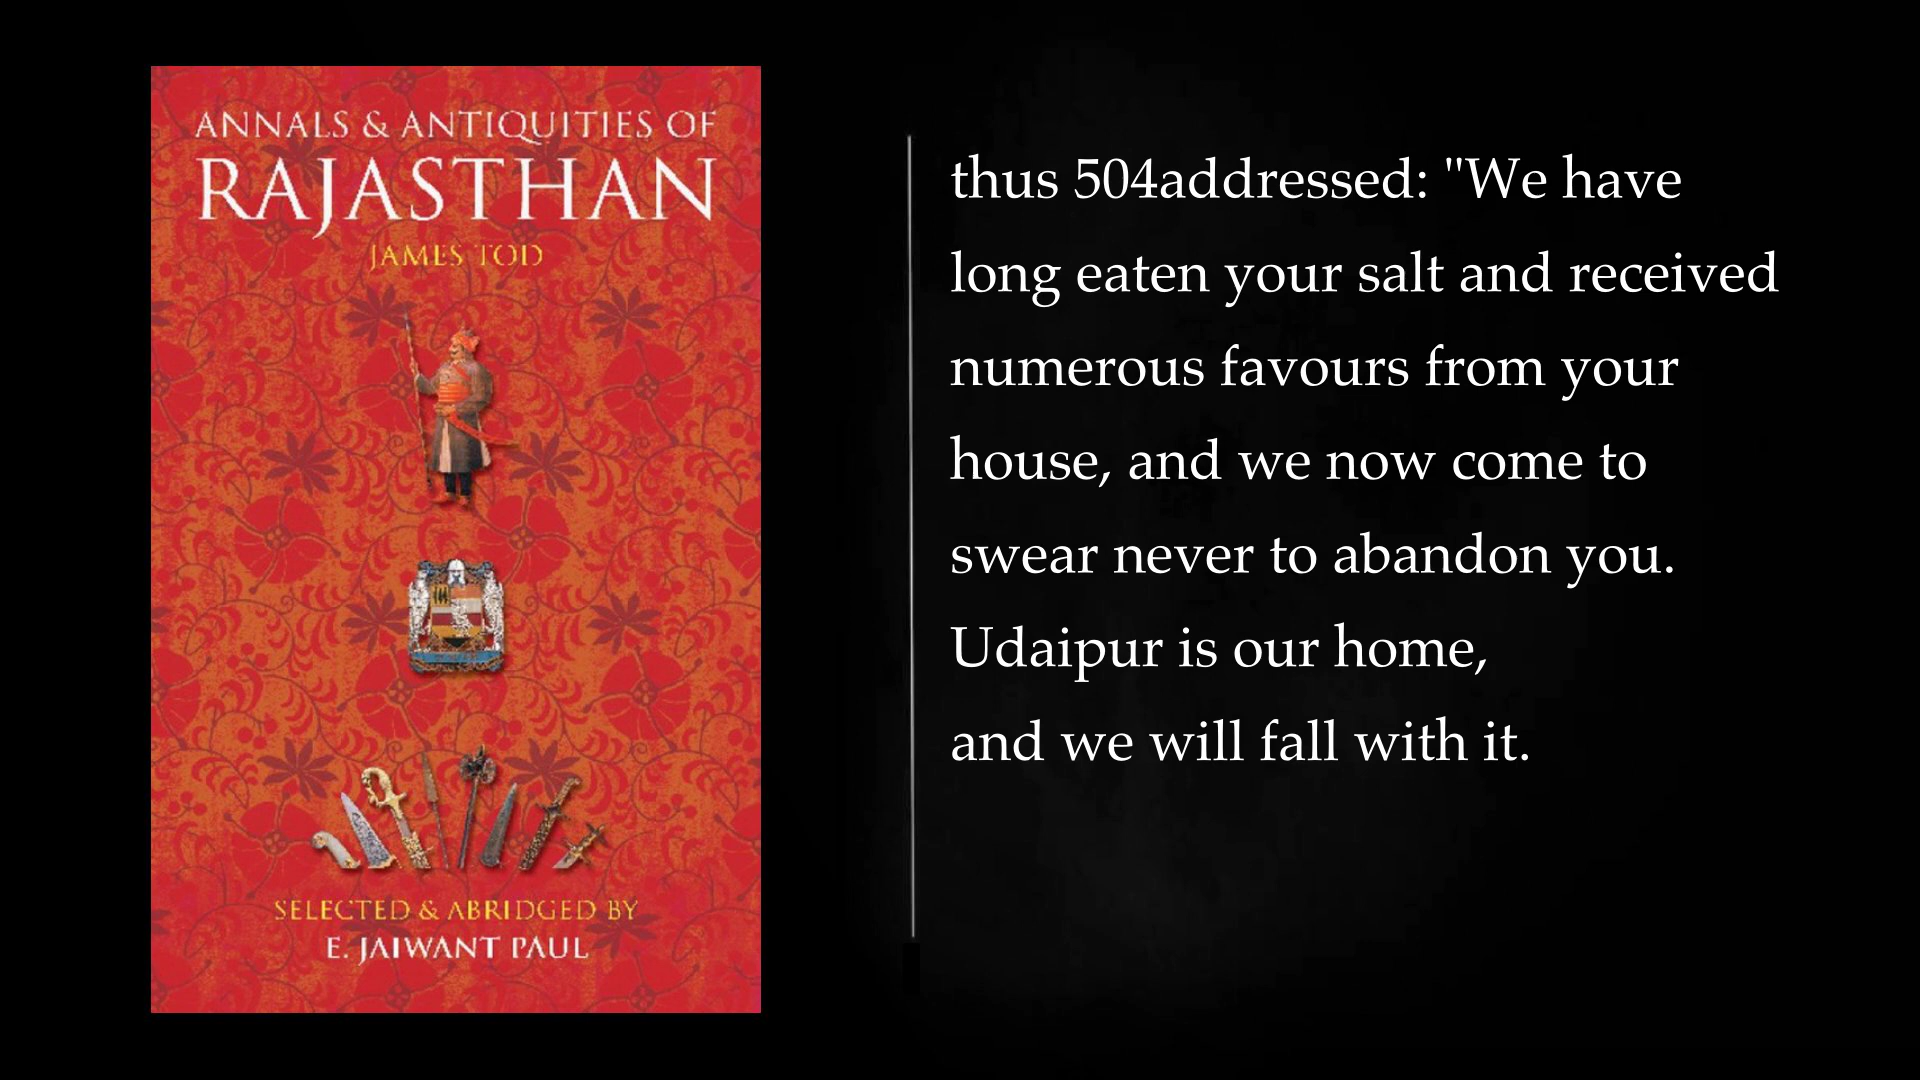 ANNALS & ANTIQUITIES OF
RAJASTHAN
JAMES TOD
SELECTED & ABRIDGED BY
E. JAIWANT PAUL
thus 504addressed: "We have
long eaten your salt and received
numerous favours from your
house, and we now come to
swear never to abandon you.
Udaipur is our home,
and we will fall with it.